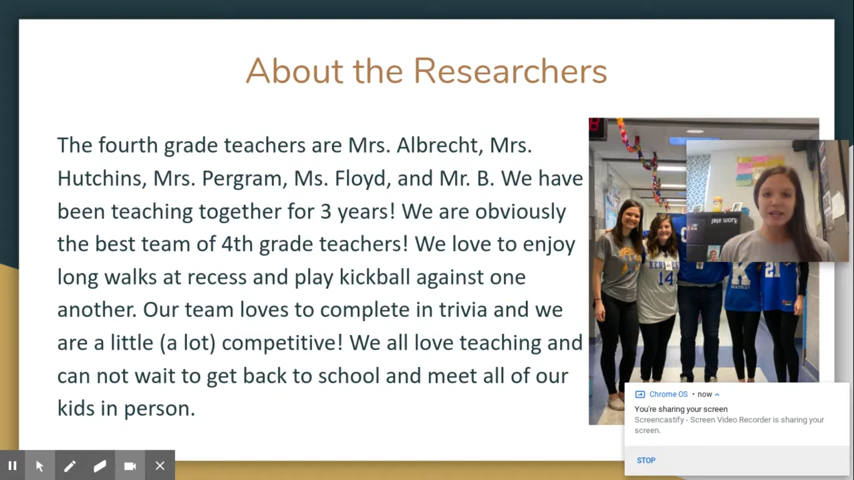 About the Researchers
The fourth grade teachers are Mrs. Albrecht, Mrs.
Hutchins, Mrs. Pergram, Ms. Floyd, and Mr. B. We have
been teaching together for 3 years! We are obviously
the best team of 4th grade teachers! We love to enjoy
long walks at recess and play kickball against one
another. Our team loves to complete in trivia and we
are a little (a lot) competitive! We all love teaching and
can not wait to get back to school and meet all of our
kids in person.
14
K
21
Chrome OS • now
You're sharing your screen
Screencastify - Screen Video Recorder is sharing your
screen.
STOP